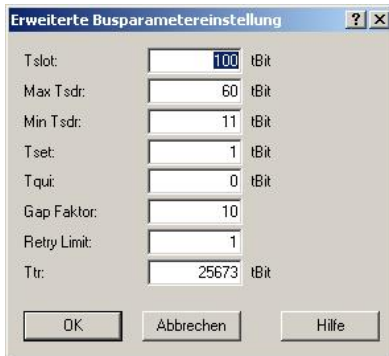 Erweiterte Busparametereinstellung
Tslot: 100 tBit
Max Tsdr: 60 tBit
Min Tsdr: 11 tBit
Tset: 1 tBit
Tqui: 0 tBit
Gap Faktor: 10
Retry Limit: 1
Ttr: 25673 tBit
OK Abbrechen Hilfe